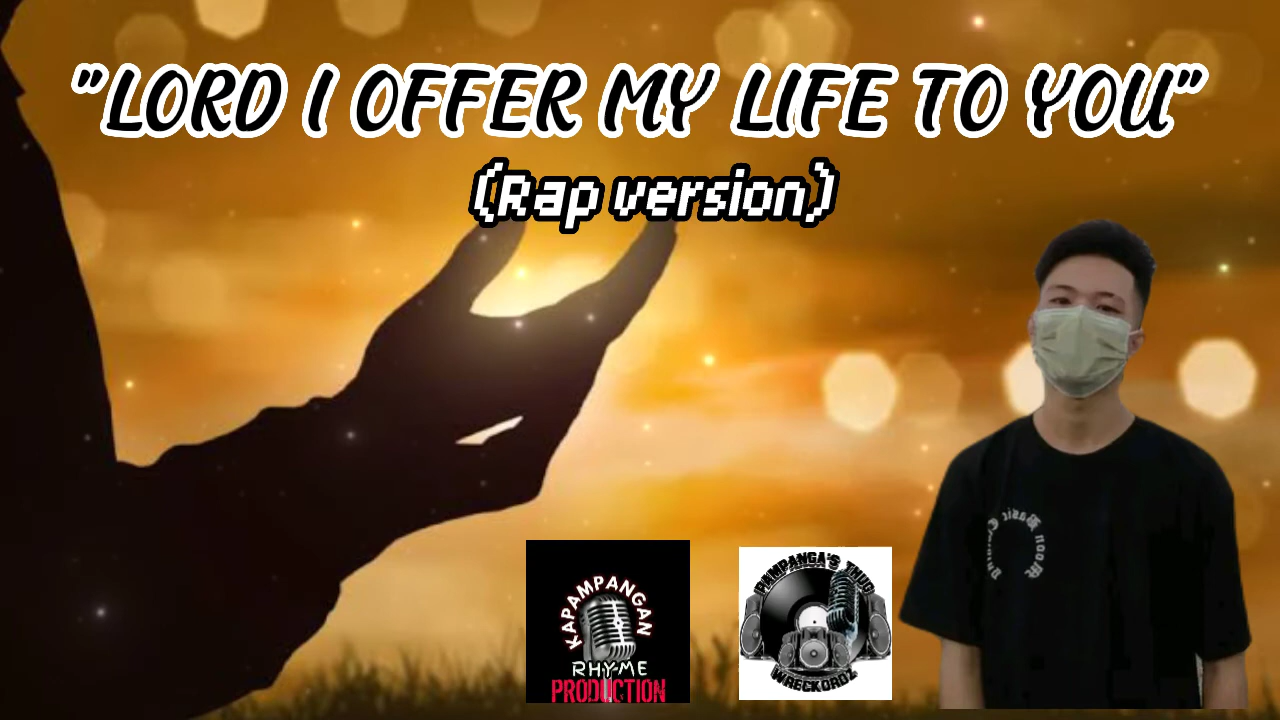 "LORD I OFFER MY LIFE TO YOU"
(Rap version)
KAPAMPANGAN
RHYME
PRODUCTION
PAMPANGA'S THUG
WRECKORDZ